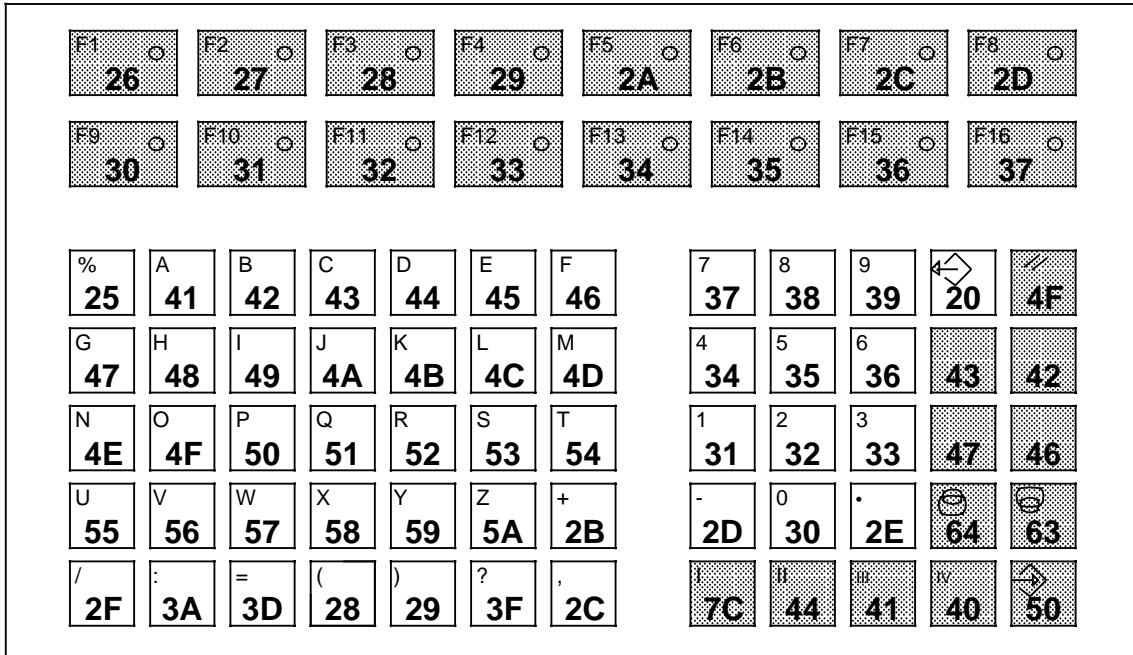 F1 F2 F3 F4 F5 F6 F7 F8
26 27 28 29 2A 2B 2C 2D
F9 F10 F11 F12 F13 F14 F15 F16
30 31 32 33 34 35 36 37
% A B C D E F 7 8 9
25 41 42 43 44 45 46 37 38 39 20 4F
G H I J K L M 4 5 6
47 48 49 4A 4B 4C 4D 34 35 36 43 42
N O P Q R S T 1 2 3
4E 4F 50 51 52 53 54 31 32 33 47 46
U V W X Y Z + - 0 •
55 56 57 58 59 5A 2B 2D 30 2E 64 63
/ : = ( ) ? , I II III IV
2F 3A 3D 28 29 3F 2C 7C 44 41 40 50